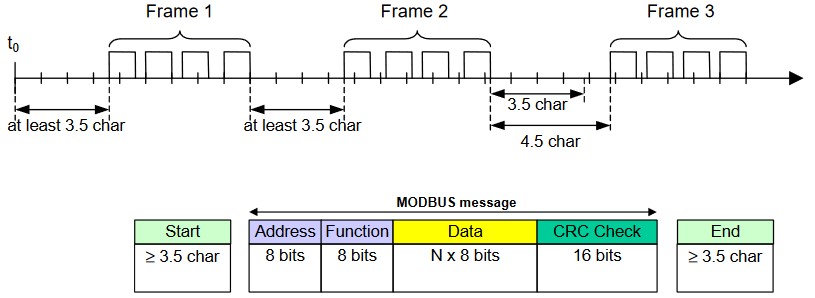 Frame 1 Frame 2 Frame 3
t0
at least 3.5 char at least 3.5 char 3.5 char
4.5 char
MODBUS message
Start Address Function Data CRC Check End
≥ 3.5 char 8 bits 8 bits N x 8 bits 16 bits ≥ 3.5 char